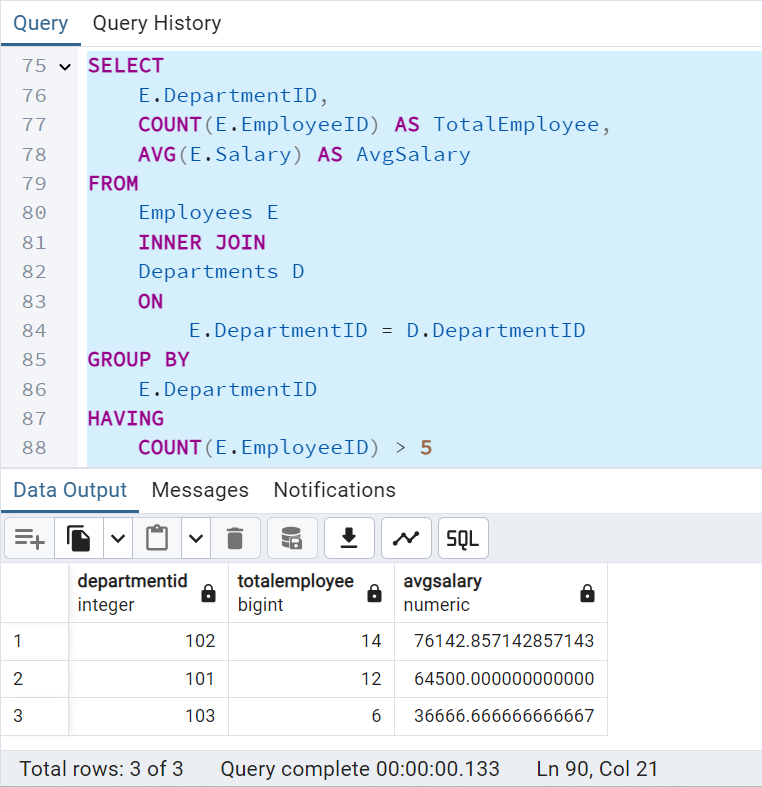 Query Query History
75 SELECT
76 E.DepartmentID,
77 COUNT(E.EmployeeID) AS TotalEmployee,
78 AVG(E.Salary) AS AvgSalary
79 FROM
80 Employees E
81 INNER JOIN
82 Departments D
83 ON
84 E.DepartmentID = D.DepartmentID
85 GROUP BY
86 E.DepartmentID
87 HAVING
88 COUNT(E.EmployeeID) > 5
Data Output Messages Notifications
SQL
departmentid totalemployee avgsalary
integer bigint numeric
1 102 14 76142.857142857143
2 101 12 64500.000000000000
3 103 6 36666.666666666667
Total rows: 3 of 3 Query complete 00:00:00.133 Ln 90, Col 21